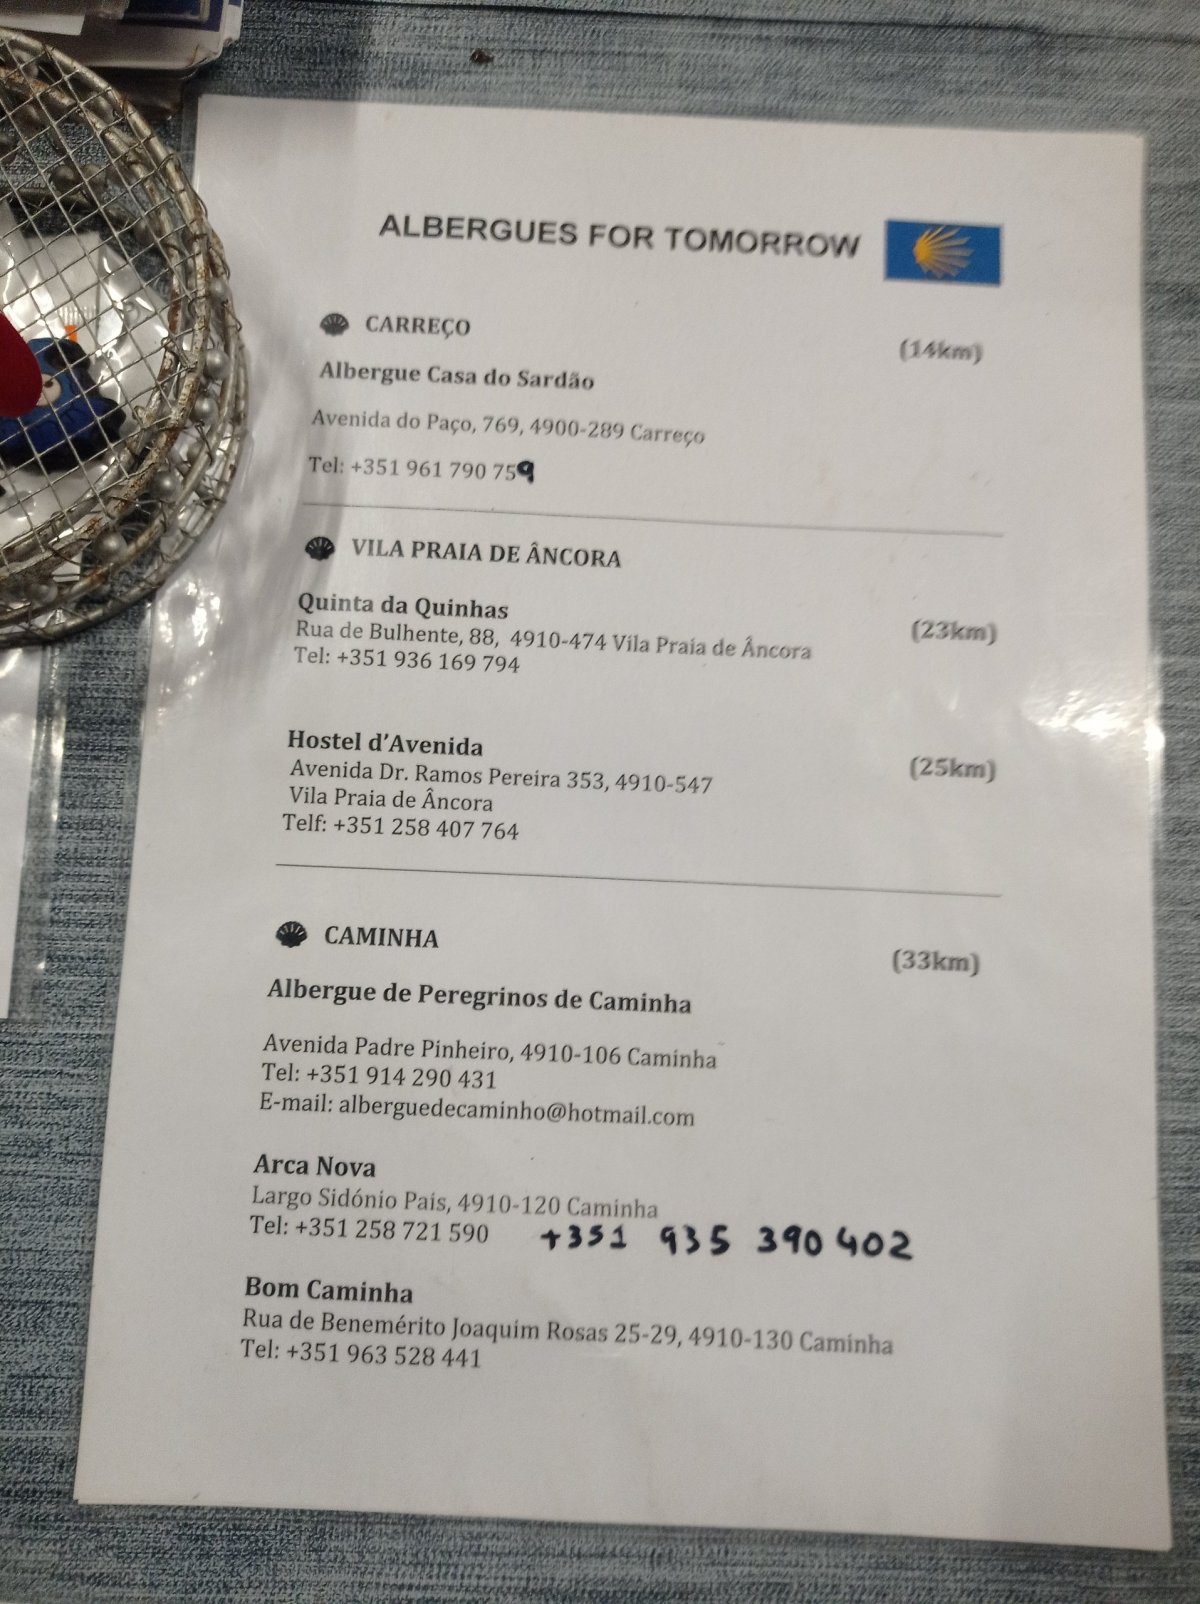 ALBERGUES FOR TOMORROW
CARREÇO
(14km)
Albergue Casa do Sardão
Avenida do Paço, 769, 4900-289 Carreço
Tel: +351 961 790 759
VILA PRAIA DE ÂNCORA
Quinta da Quinhas
(23km)
Rua de Bulhente, 88, 4910-474 Vila Praia de Âncora
Tel: +351 936 169 794
Hostel d'Avenida
(25km)
Avenida Dr. Ramos Pereira 353, 4910-547
Vila Praia de Âncora
Telf: +351 258 407 764
CAMINHA
(33km)
Albergue de Peregrinos de Caminha
Avenida Padre Pinheiro, 4910-106 Caminha
Tel: +351 914 290 431
E-mail: alberguedecaminho@hotmail.com
Arca Nova
Largo Sidónio Pais, 4910-120 Caminha
Tel: +351 258 721 590 +351 935 390 402
Bom Caminha
Rua de Benemérito Joaquim Rosas 25-29, 4910-130 Caminha
Tel: +351 963 528 441